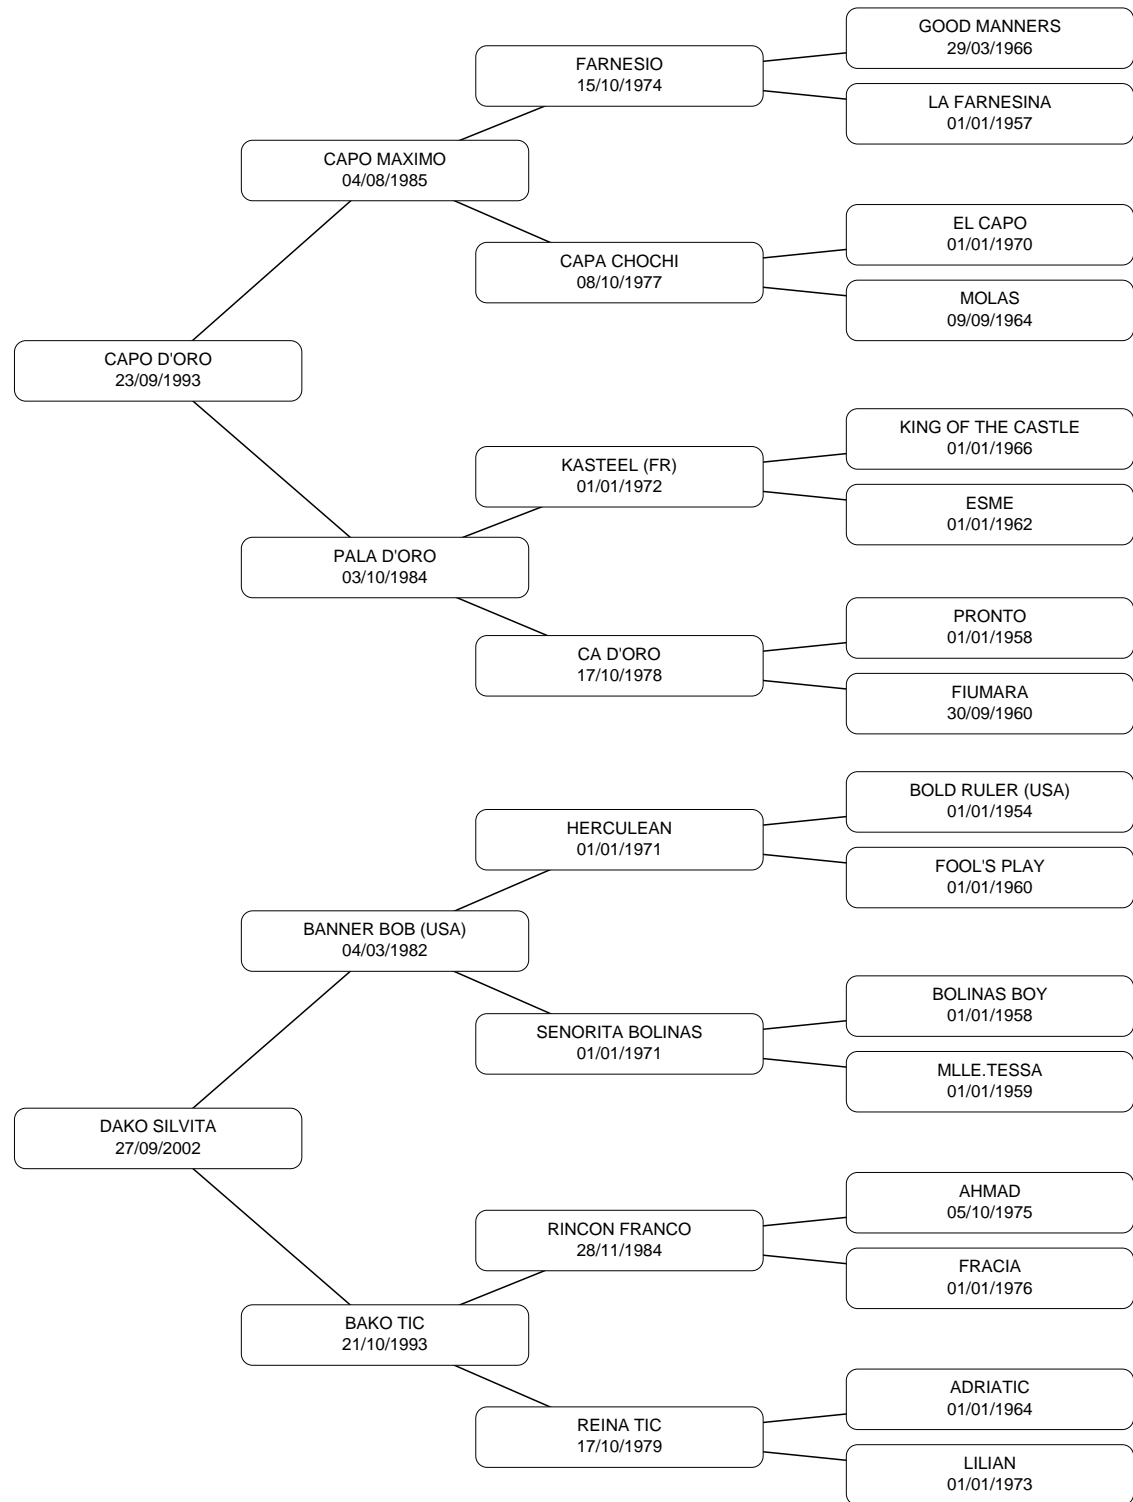 GOOD MANNERS
29/03/1966
FARNESIO
15/10/1974
LA FARNESINA
01/01/1957
CAPO MAXIMO
04/08/1985
EL CAPO
01/01/1970
CAPA CHOCHI
08/10/1977
MOLAS
09/09/1964
CAPO D'ORO
23/09/1993
KING OF THE CASTLE
01/01/1966
KASTEEL (FR)
01/01/1972
ESME
01/01/1962
PALA D'ORO
03/10/1984
PRONTO
01/01/1958
CA D'ORO
17/10/1978
FIUMARA
30/09/1960
BOLD RULER (USA)
01/01/1954
HERCULEAN
01/01/1971
FOOL'S PLAY
01/01/1960
BANNER BOB (USA)
04/03/1982
BOLINAS BOY
01/01/1958
SENORITA BOLINAS
01/01/1971
MLLE.TESSA
01/01/1959
DAKO SILVITA
27/09/2002
AHMAD
05/10/1975
RINCON FRANCO
28/11/1984
FRACIA
01/01/1976
BAKO TIC
21/10/1993
ADRIATIC
01/01/1964
REINA TIC
17/10/1979
LILIAN
01/01/1973